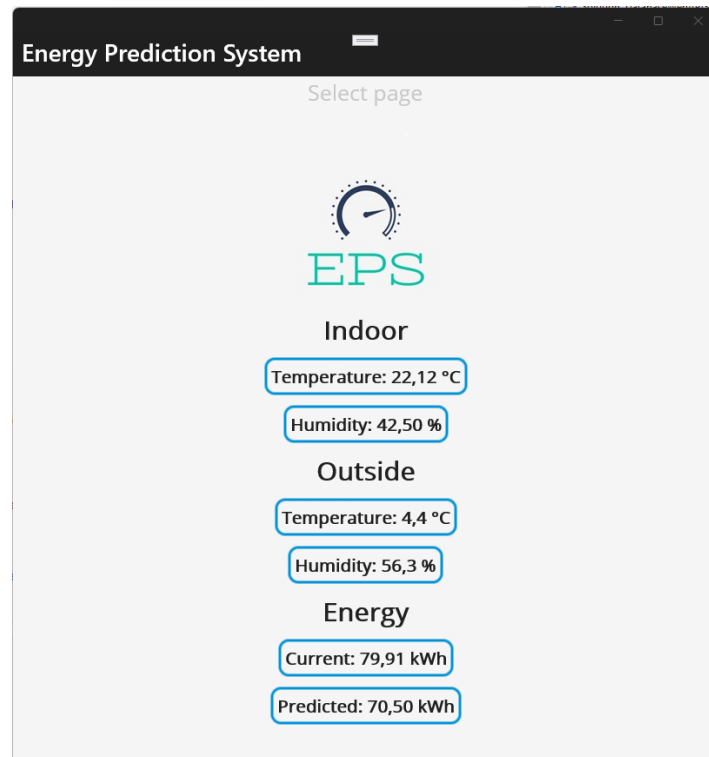 Energy Prediction System
Select page
EPS
Indoor
Temperature: 22,12 °C
Humidity: 42,50 %
Outside
Temperature: 4,4 °C
Humidity: 56,3 %
Energy
Current: 79,91 kWh
Predicted: 70,50 kWh